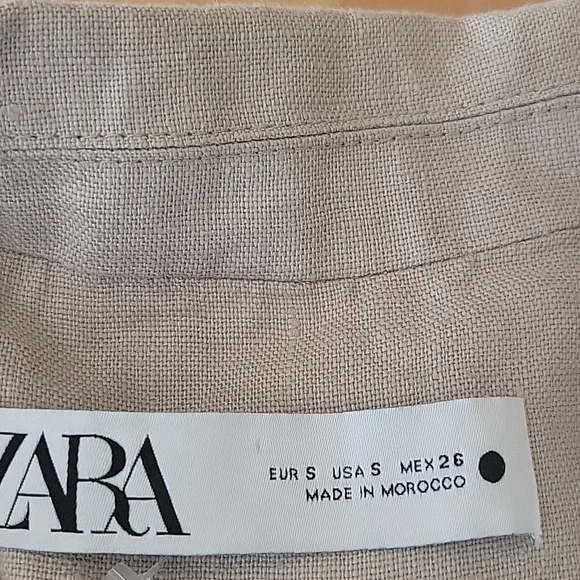 ZARA
EUR S USA S MEX 26
MADE IN MOROCCO